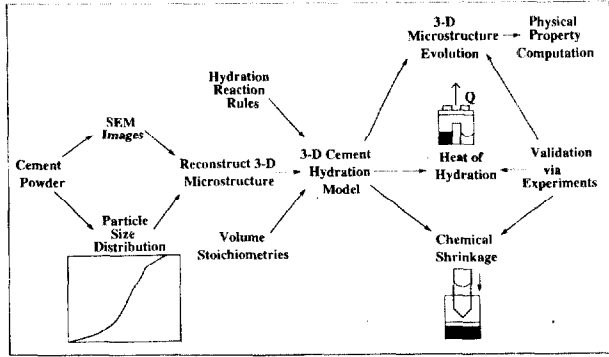 3-D
Microstructure
Evolution
Physical
Property
Computation
Hydration
Reaction
Rules
Q
SEM
Images
Cement
Powder
Reconstruct 3-D
Microstructure
3-D Cement
Hydration
Model
Heat of
Hydration
Validation
via
Experiments
Particle
Size
Distribution
Volume
Stoichiometries
Chemical
Shrinkage